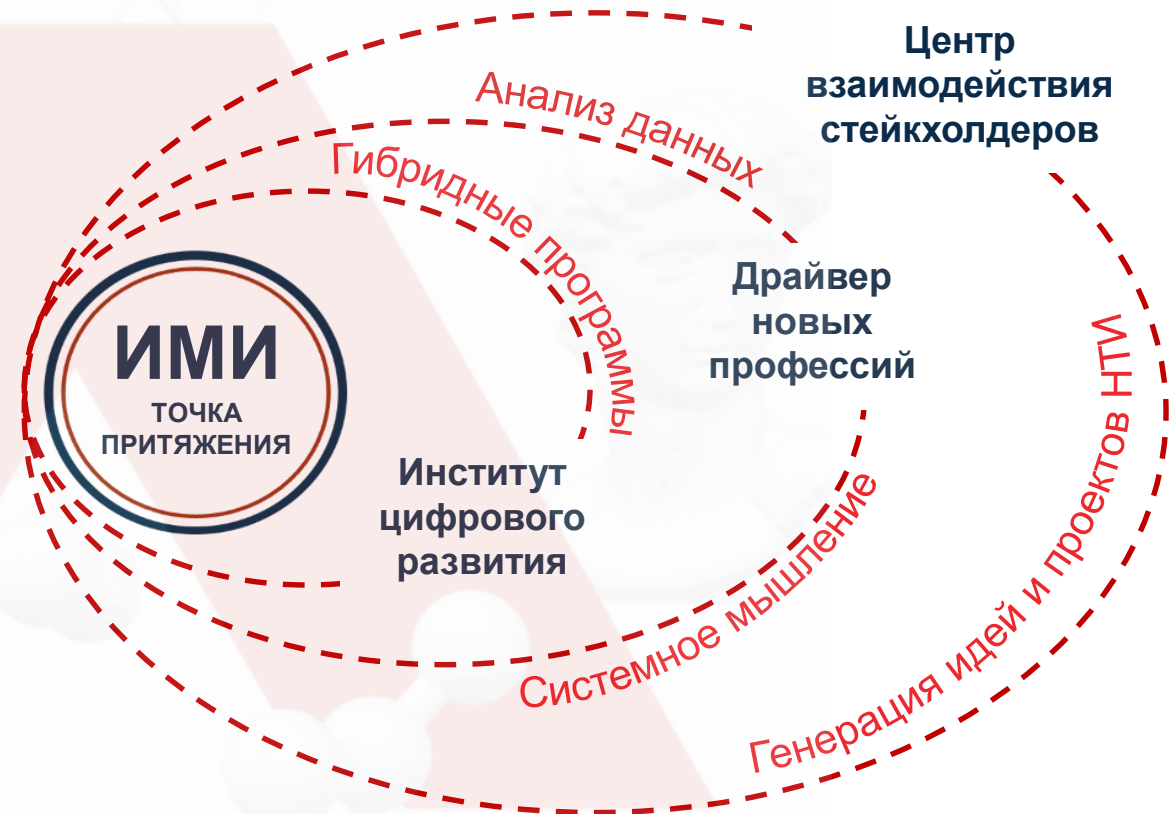 Центр
взаимодействия
стейкхолдеров
Анализ данных
Гибридные программы
Драйвер
новых
профессий
ИМИ
ТОЧКА
ПРИТЯЖЕНИЯ
Институт
цифрового
развития
Системное мышление
Генерация идей и проектов НТИ